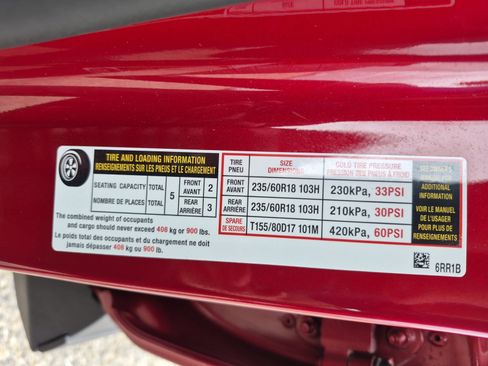 TIRE AND LOADING INFORMATION
RENSEIGNEMENTS SUR LES PNEUS ET LE CHARGEMENT
SEATING CAPACITY TOTAL 5 FRONT AVANT 2
NOMBRE DE PLACES TOTAL REAR ARRIÈRE 3
The combined weight of occupants
and cargo should never exceed 408 kg or 900 lbs.
Le poids total des occupants et du chargement ne doit
jamais dépasser 408 kg ou 900 lb.
TIRE PNEU SIZE DIMENSIONS COLD TIRE PRESSURE PRESSION DES PNEUS À FROID
FRONT AVANT 235/60R18 103H 230kPa, 33PSI
REAR ARRIÈRE 235/60R18 103H 210kPa, 30PSI
SPARE DE SECOURS T155/80D17 101M 420kPa, 60PSI
ADDITIONAL
INFORMATION
VOIR LE MANUEL
DE L'USAGER
POUR PLUS DE
RENSEIGNEMENTS
6RR1B